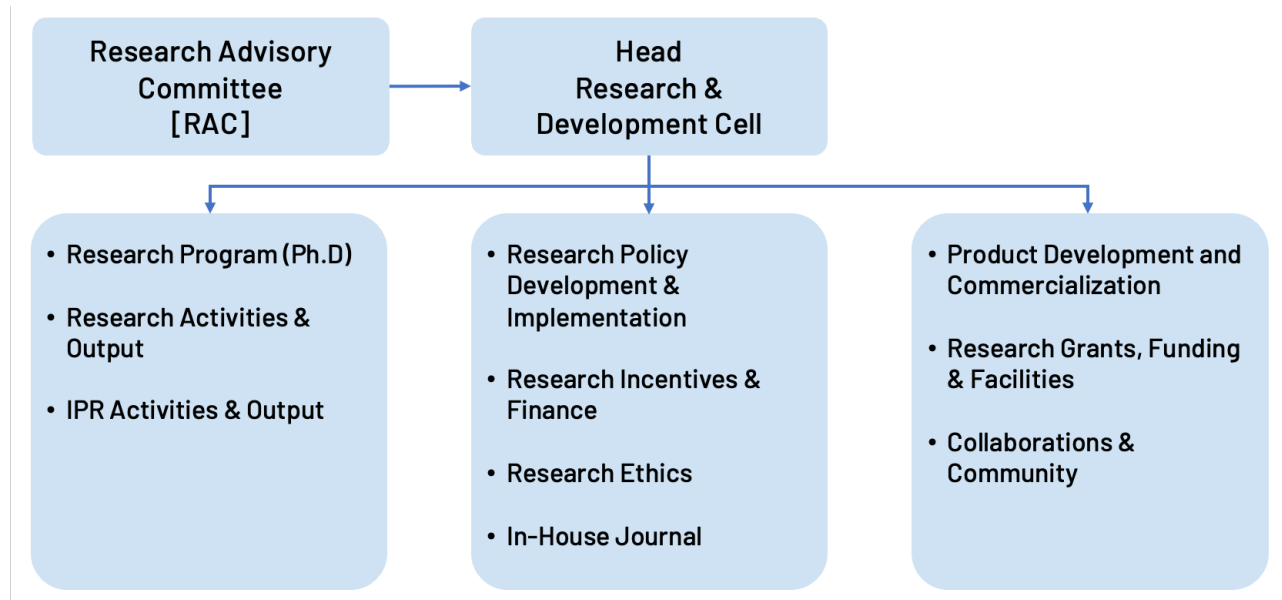 Research Advisory
Committee
[RAC]
Head
Research &
Development Cell
• Research Program (Ph.D)
• Research Activities &
Output
• IPR Activities & Output
• Research Policy
Development &
Implementation
• Research Incentives &
Finance
• Research Ethics
• In-House Journal
• Product Development and
Commercialization
• Research Grants, Funding
& Facilities
• Collaborations &
Community